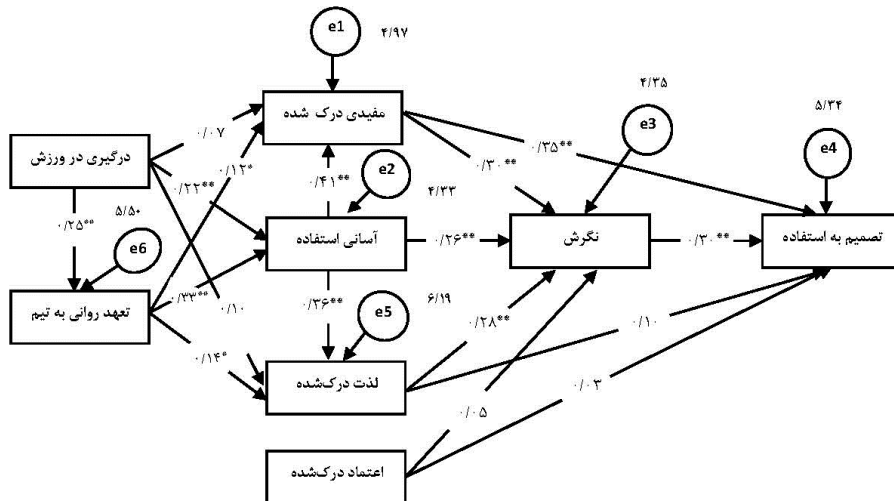 e1
۴/۹۷
مفیدی درک شده
۴/۳۵
e3
۵/۳۴
e4
درگیری در ورزش
۰/۰۷
۰/۱۲*
۰/۴۱**
e2
۴/۳۳
۰/۳۰**
۰/۳۵**
۰/۲۲**
۰/۲۵**
۵/۵۰
e6
آسانی استفاده
۰/۲۶**
نگرش
۰/۳۰**
تصمیم به استفاده
تعهد روانی به تیم
۰/۳۳**
۰/۱۰
۰/۳۶**
e5
۶/۱۹
۰/۲۸**
۰/۱۰
۰/۱۴*
لذت درک‌شده
۰/۰۵
۰/۰۳
اعتماد درک‌شده